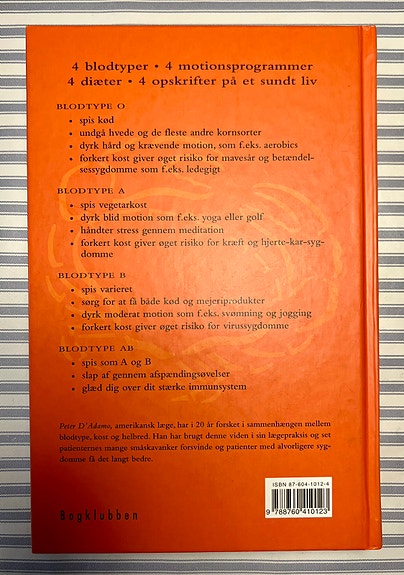 4 blodtyper • 4 motionsprogrammer
4 diæter • 4 opskrifter på et sundt liv
BLODTYPE O
• spis kød
• undgå hvede og de fleste andre kornsorter
• dyrk hård og krævende motion, som f.eks. aerobics
• forkert kost giver øget risiko for mavesår og betændel-
sessygdomme som f.eks. ledegigt
BLODTYPE A
• spis vegetarkost
• dyrk blid motion som f.eks. yoga eller golf
• håndter stress gennem meditation
• forkert kost giver øget risiko for kræft og hjerte-kar-syg-
domme
BLODTYPE B
• spis varieret
• sørg for at få både kød og mejeriprodukter
• dyrk moderat motion som f.eks. svømning og jogging
• forkert kost giver øget risiko for virussygdomme
BLODTYPE AB
• spis som A og B
• slap af gennem afspændingsøvelser
• glæd dig over dit stærke immunsystem
Peter D'Adamo, amerikansk læge, har i 20 år forsket i sammenhængen mellem
blodtype, kost og helbred. Han har brugt denne viden i sin lægepraksis og set
patienternes mange småskavanker forsvinde og patienter med alvorligere syg-
domme få det langt bedre.
ISBN 87-604-1012-4
9 788760 410123
Bogklubben